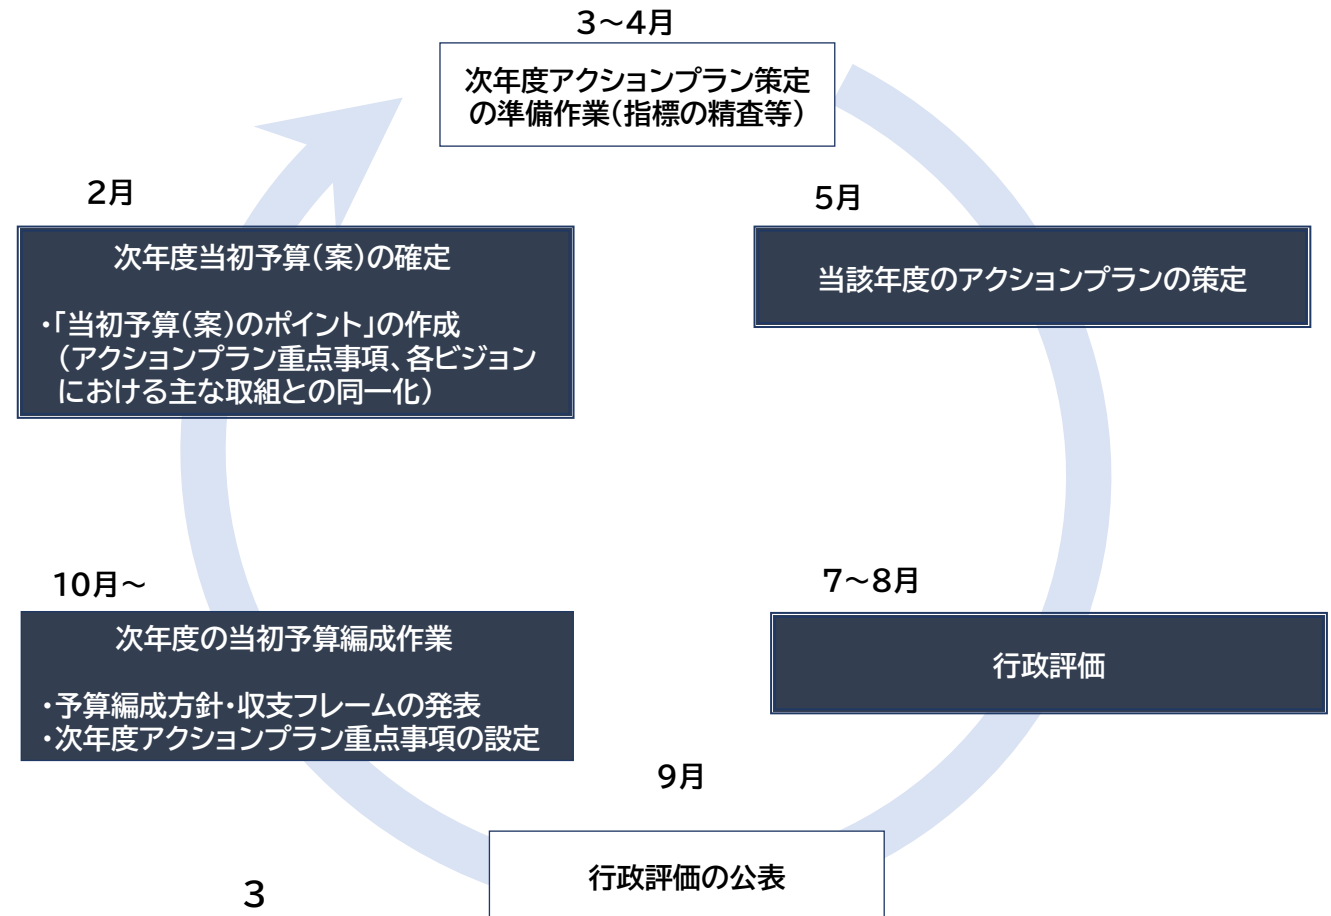 3～4月
次年度アクションプラン策定
の準備作業（指標の精査等）
5月
当該年度のアクションプランの策定
7～8月
行政評価
9月
行政評価の公表
10月～
次年度の当初予算編成作業
・予算編成方針・収支フレームの発表
・次年度アクションプラン重点事項の設定
2月
次年度当初予算（案）の確定
・「当初予算（案）のポイント」の作成
（アクションプラン重点事項、各ビジョン
における主な取組との同一化）
3